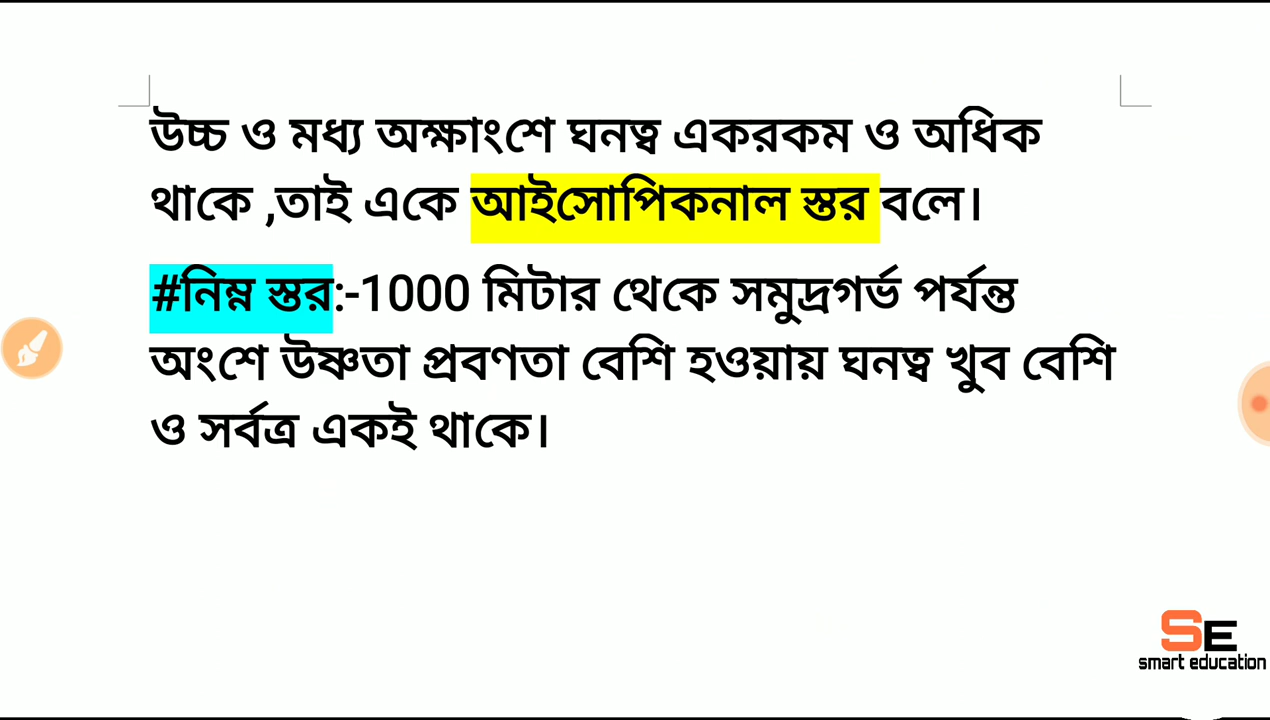 উচ্চ ও মধ্য অক্ষাংশে ঘনত্ব একরকম ও অধিক
থাকে ,তাই একে আইসোপিকনাল স্তর বলে।
#নিম্ন স্তর:-1000 মিটার থেকে সমুদ্রগর্ভ পর্যন্ত
অংশে উষ্ণতা প্রবণতা বেশি হওয়ায় ঘনত্ব খুব বেশি
ও সর্বত্র একই থাকে।
SE
smart education